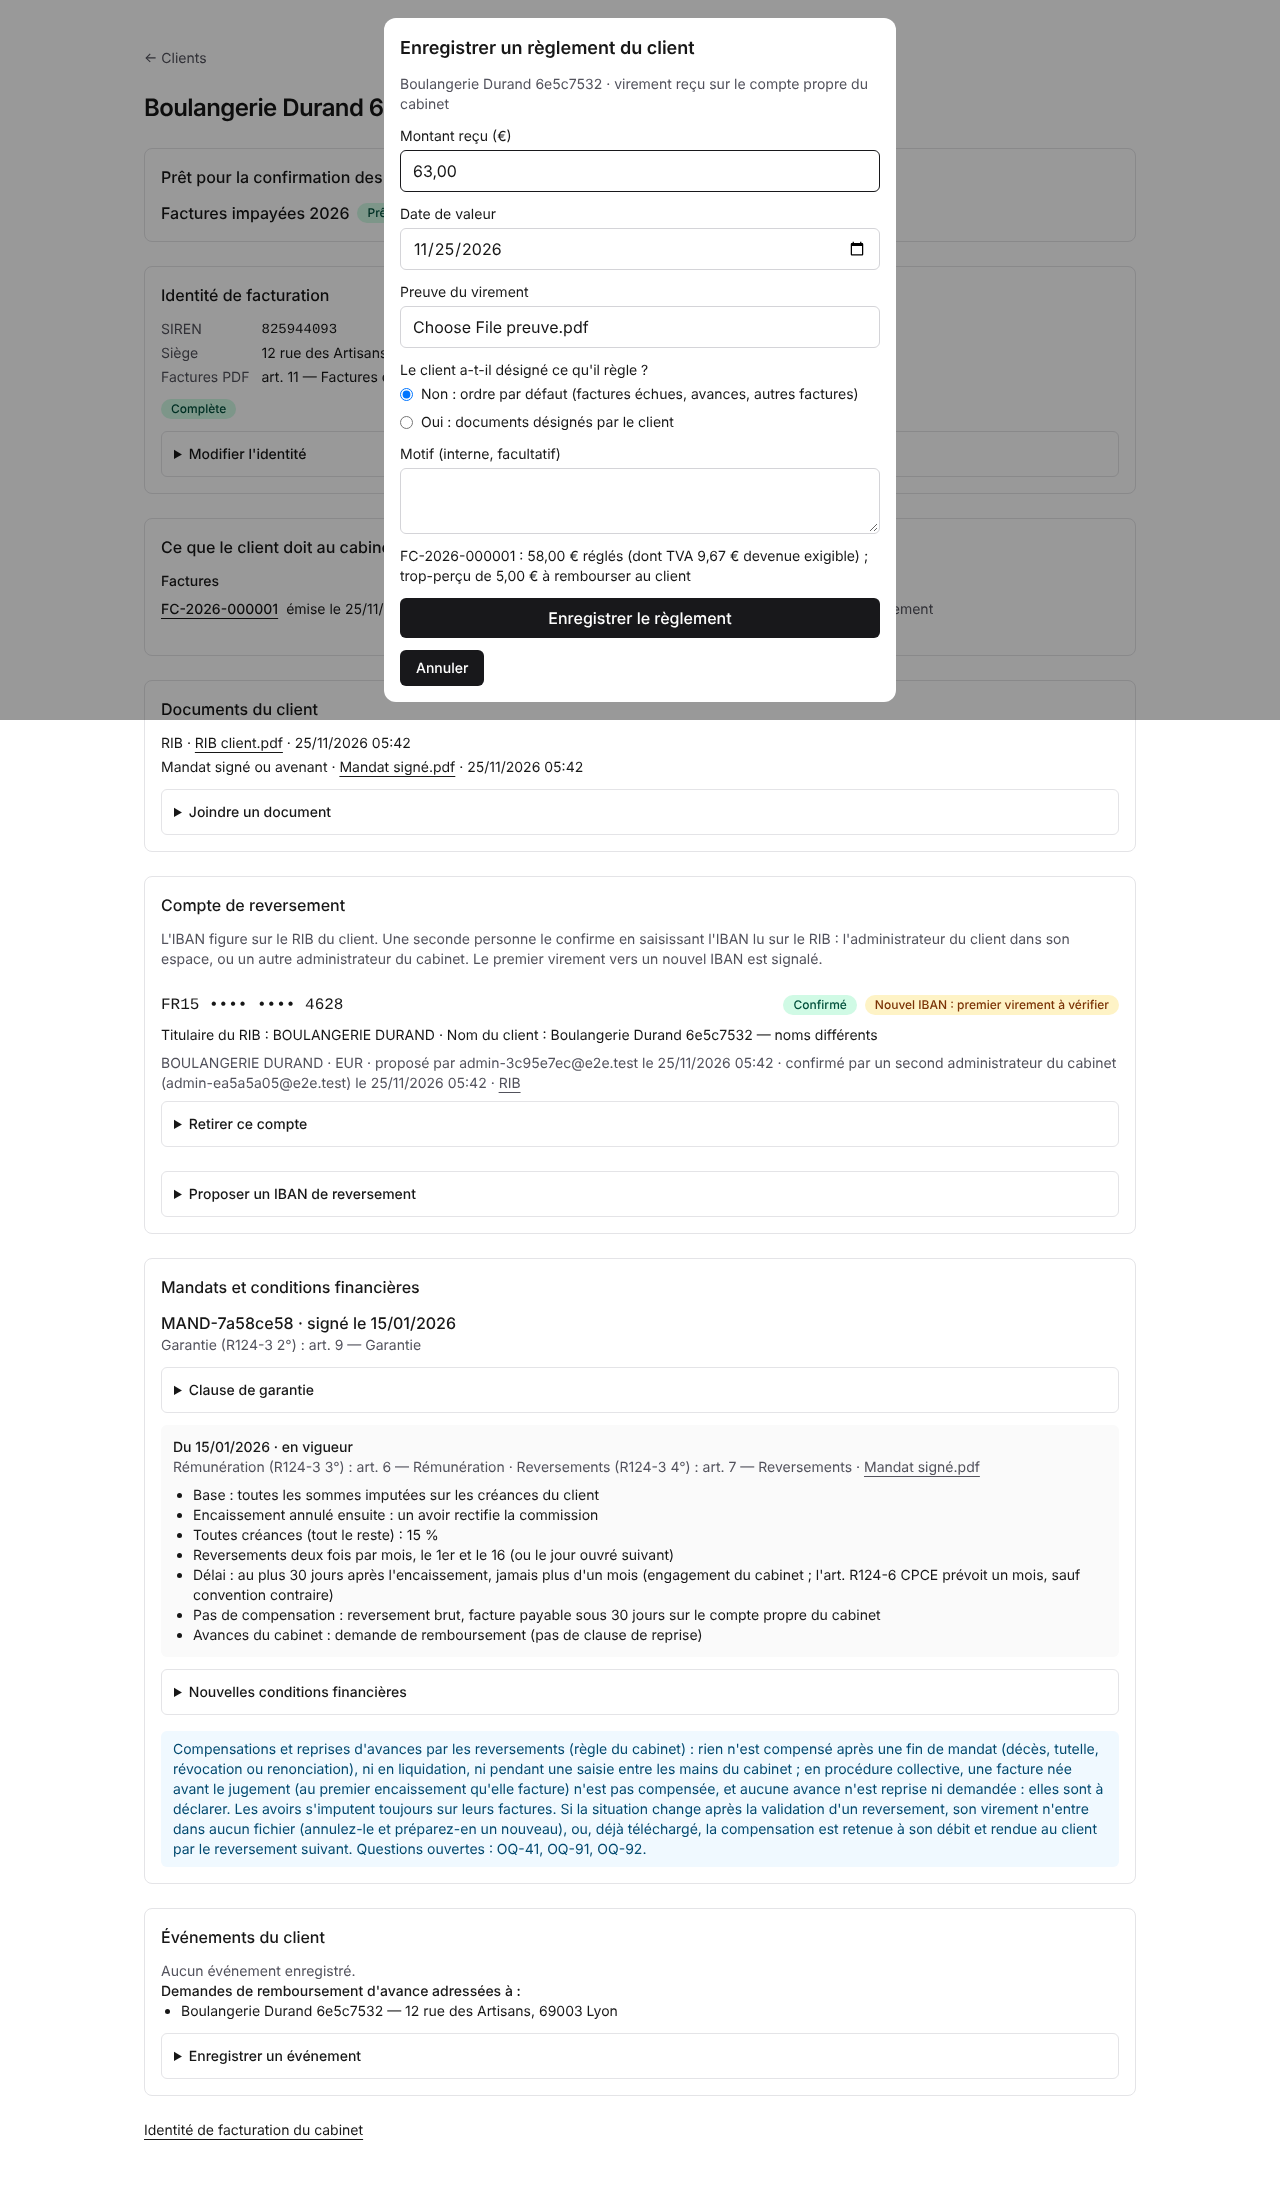 ← Clients
Boulangerie Durand 6
Prêt pour la confirmation des
Factures impayées 2026
Identité de facturation
SIREN 825944093
Siège 12 rue des Artisans
Factures PDF art. 11 — Factures
Complète
Modifier l'identité
Ce que le client doit au
Factures
FC-2026-000001 émise le 25/11/
Enregistrer un règlement du client
Boulangerie Durand 6e5c7532 · virement reçu sur le compte propre du
cabinet
Montant reçu (€)
63,00
Date de valeur
11/25/2026
Preuve du virement
Choose File preuve.pdf
Le client a-t-il désigné ce qu'il règle ?
Non : ordre par défaut (factures échues, avances, autres factures)
Oui : documents désignés par le client
Motif (interne, facultatif)
FC-2026-000001 : 58,00 € réglés (dont TVA 9,67 € devenue exigible) ;
trop-perçu de 5,00 € à rembourser au client
Enregistrer le règlement
Annuler
Documents du client
RIB · RIB client.pdf · 25/11/2026 05:42
Mandat signé ou avenant · Mandat signé.pdf · 25/11/2026 05:42
Joindre un document
Compte de reversement
L'IBAN figure sur le RIB du client. Une seconde personne le confirme en saisissant l'IBAN lu sur le RIB : l'administrateur du client dans son
espace, ou un autre administrateur du cabinet. Le premier virement vers un nouvel IBAN est signalé.
FR15 •••• •••• 4628 Confirmé Nouvel IBAN : premier virement à vérifier
Titulaire du RIB : BOULANGERIE DURAND · Nom du client : Boulangerie Durand 6e5c7532 — noms différents
BOULANGERIE DURAND · EUR · proposé par admin-3c95e7ec@e2e.test le 25/11/2026 05:42 · confirmé par un second administrateur du cabinet
(admin-ea5a5a05@e2e.test) le 25/11/2026 05:42 · RIB
Retirer ce compte
Proposer un IBAN de reversement
Mandats et conditions financières
MAND-7a58ce58 · signé le 15/01/2026
Garantie (R124-3 2°) : art. 9 — Garantie
Clause de garantie
Du 15/01/2026 · en vigueur
Rémunération (R124-3 3°) : art. 6 — Rémunération · Reversements (R124-3 4°) : art. 7 — Reversements · Mandat signé.pdf
• Base : toutes les sommes imputées sur les créances du client
• Encaissement annulé ensuite : un avoir rectifie la commission
• Toutes créances (tout le reste) : 15 %
• Reversements deux fois par mois, le 1er et le 16 (ou le jour ouvré suivant)
• Délai : au plus 30 jours après l'encaissement, jamais plus d'un mois (engagement du cabinet ; l'art. R124-6 CPCE prévoit un mois, sauf
convention contraire)
• Pas de compensation : reversement brut, facture payable sous 30 jours sur le compte propre du cabinet
• Avances du cabinet : demande de remboursement (pas de clause de reprise)
Nouvelles conditions financières
Compensations et reprises d'avances par les reversements (règle du cabinet) : rien n'est compensé après une fin de mandat (décès, tutelle,
révocation ou renonciation), ni en liquidation, ni pendant une saisie entre les mains du cabinet ; en procédure collective, une facture née
avant le jugement (au premier encaissement qu'elle facture) n'est pas compensée, et aucune avance n'est reprise ni demandée : elles sont à
déclarer. Les avoirs s'imputent toujours sur leurs factures. Si la situation change après la validation d'un reversement, son virement n'entre
dans aucun fichier (annulez-le et préparez-en un nouveau), ou, déjà téléchargé, la compensation est retenue à son débit et rendue au client
par le reversement suivant. Questions ouvertes : OQ-41, OQ-91, OQ-92.
Événements du client
Aucun événement enregistré.
Demandes de remboursement d'avance adressées à :
• Boulangerie Durand 6e5c7532 — 12 rue des Artisans, 69003 Lyon
Enregistrer un événement
Identité de facturation du cabinet